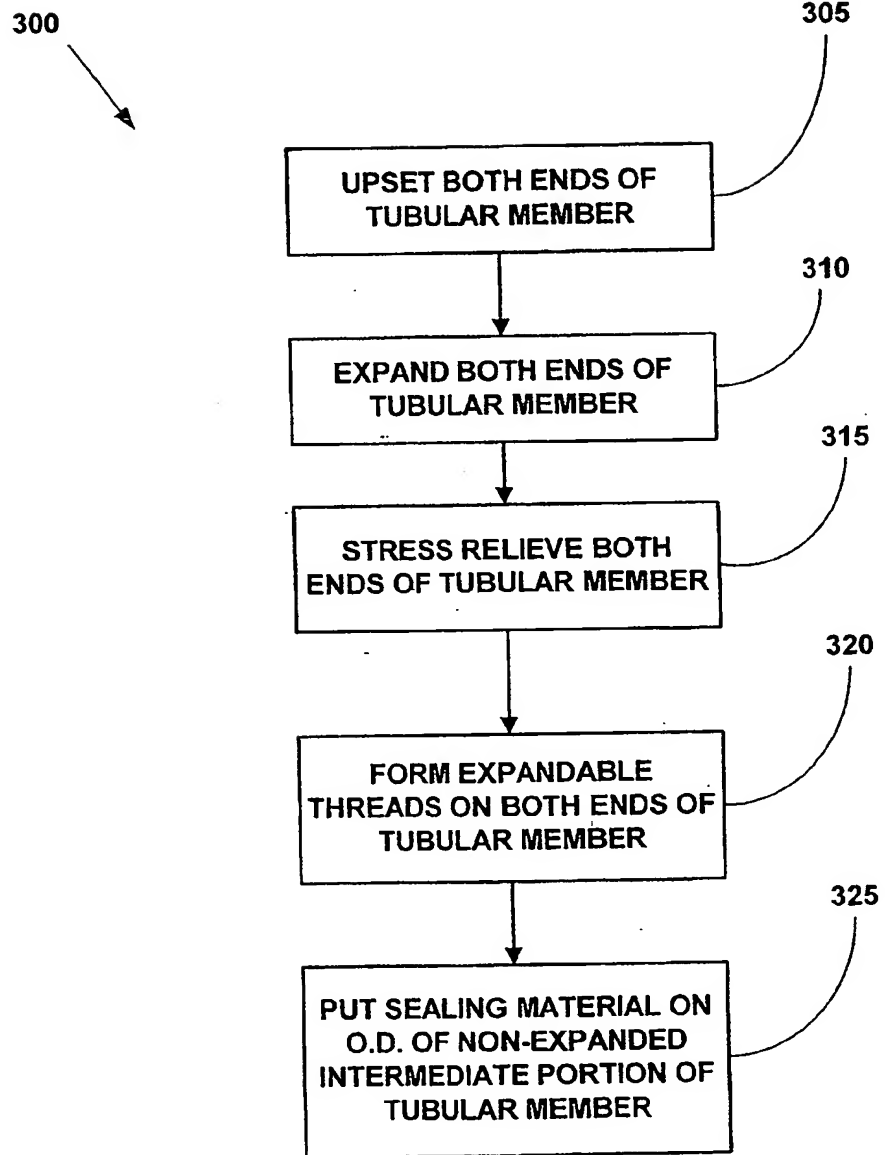 300
305
UPSET BOTH ENDS OF
TUBULAR MEMBER
310
EXPAND BOTH ENDS OF
TUBULAR MEMBER
315
STRESS RELIEVE BOTH
ENDS OF TUBULAR MEMBER
320
FORM EXPANDABLE
THREADS ON BOTH ENDS OF
TUBULAR MEMBER
325
PUT SEALING MATERIAL ON
O.D. OF NON-EXPANDED
INTERMEDIATE PORTION OF
TUBULAR MEMBER